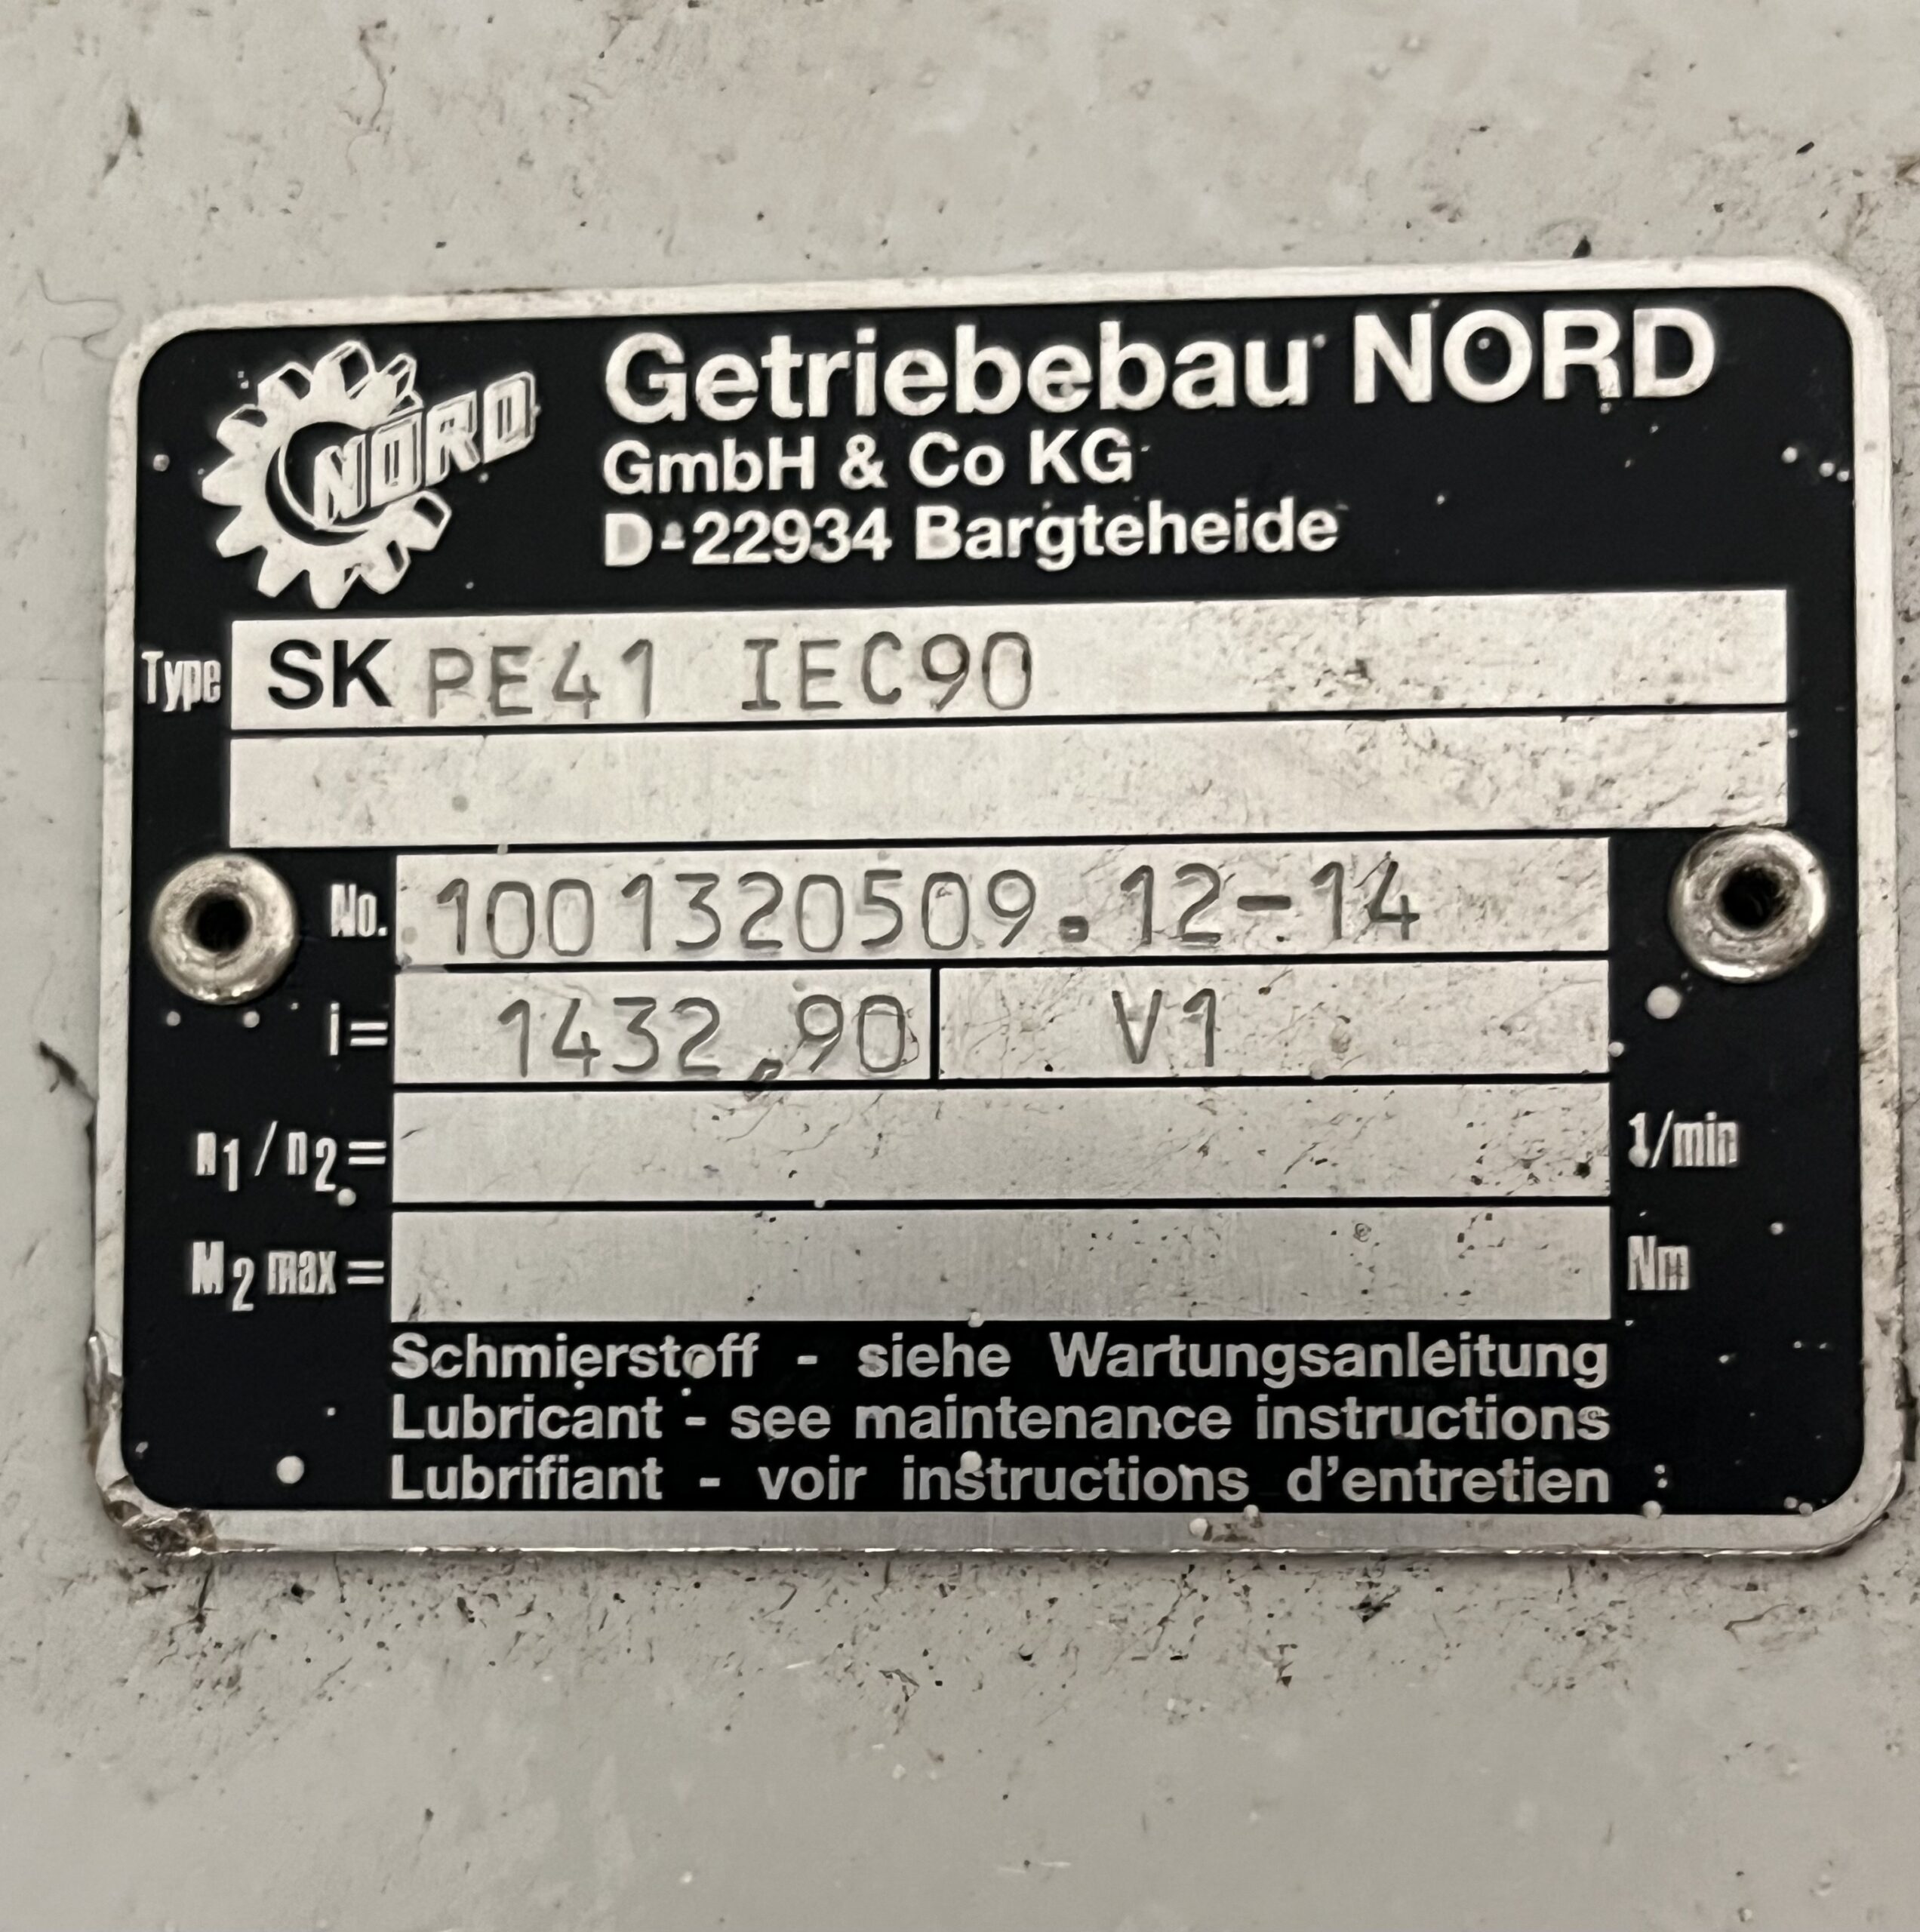 NORD
Getriebebau NORD
GmbH & Co KG
D-22934 Bargteheide
Type SK PE41 IEC90
No. 1001320509.12-14
i= 1432,90 V1
n1/n2= 1/min
M2 max= Nm
Schmierstoff - siehe Wartungsanleitung
Lubricant - see maintenance instructions
Lubrifiant - voir instructions d'entretien